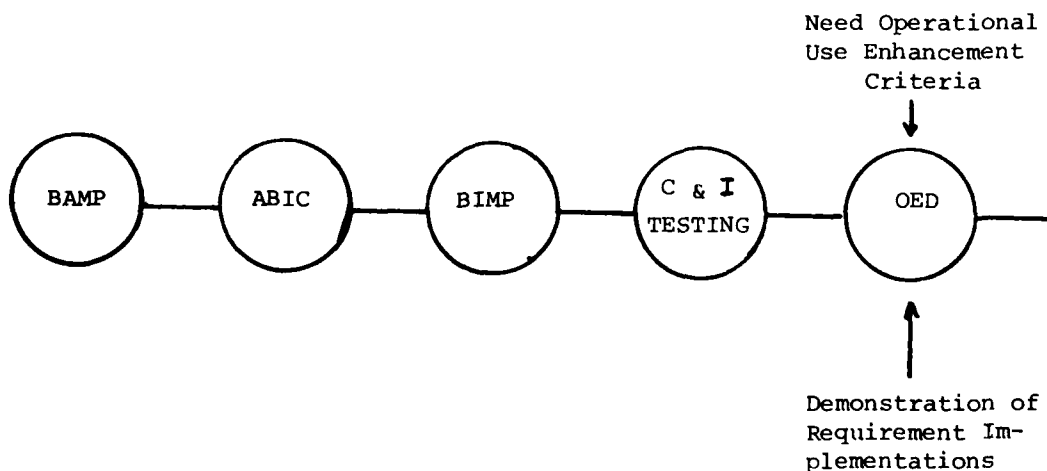 Need Operational
Use Enhancement
Criteria
BAMP
ABIC
BIMP
C & I
TESTING
OED
Demonstration of
Requirement Im-
plementations